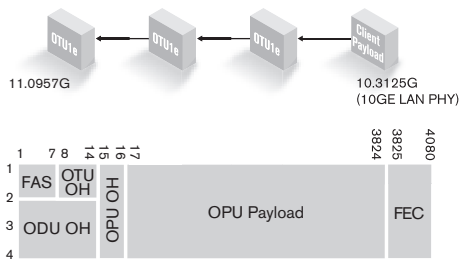 OTU1e
OTU1e
OTU1e
Client
Payload
11.0957G
10.3125G
(10GE LAN PHY)
1 7 8 14 15 16 17 3824 3825 4080
1
2
3
4
FAS
OTU
OH
ODU OH
OPU OH
OPU Payload
FEC